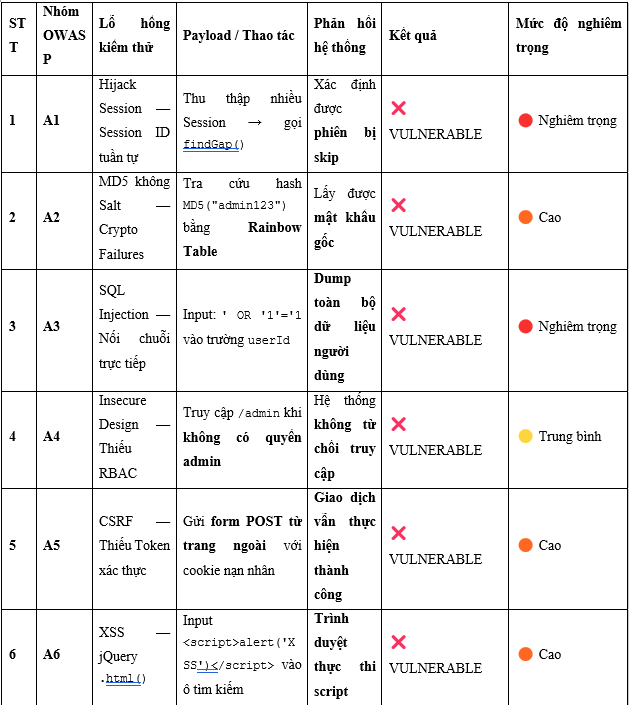 ST
T
Nhóm
OWAS
P
Lỗ hổng
kiểm thử
Payload / Thao tác
Phản hồi
hệ thống
Kết quả
Mức độ nghiêm
trọng
1
A1
Hijack
Session —
Session ID
tuần tự
Thu thập nhiều
Session → gọi
findGap()
Xác định
được
phiên bị
skip
❌
VULNERABLE
🔴 Nghiêm trọng
2
A2
MD5 không
Salt —
Crypto
Failures
Tra cứu hash
MD5("admin123")
bằng Rainbow
Table
Lấy được
mật khẩu
gốc
❌
VULNERABLE
🟠 Cao
3
A3
SQL
Injection —
Nối chuỗi
trực tiếp
Input: ' OR '1'='1
vào trường userId
Dump
toàn bộ
dữ liệu
người
dùng
❌
VULNERABLE
🔴 Nghiêm trọng
4
A4
Insecure
Design —
Thiếu
RBAC
Truy cập /admin khi
không có quyền
admin
Hệ thống
không từ
chối truy
cập
❌
VULNERABLE
🟡 Trung bình
5
A5
CSRF —
Thiếu Token
xác thực
Gửi form POST từ
trang ngoài với
cookie nạn nhân
Giao dịch
vẫn thực
hiện
thành
công
❌
VULNERABLE
🟠 Cao
6
A6
XSS —
jQuery
.html()
Input
<script>alert('X
SS')</script> vào
ô tìm kiếm
Trình
duyệt
thực thi
script
❌
VULNERABLE
🟠 Cao